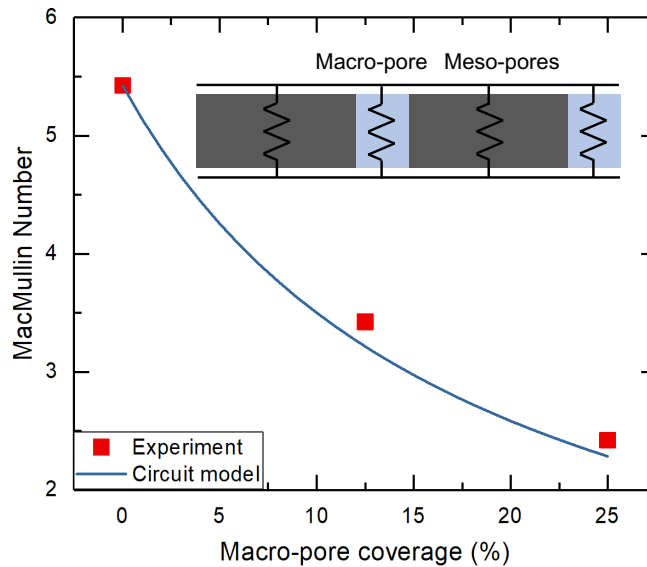 6
5
4
3
2
MacMullin Number
Macro-pore Meso-pores
Experiment
Circuit model
0 5 10 15 20 25
Macro-pore coverage (%)